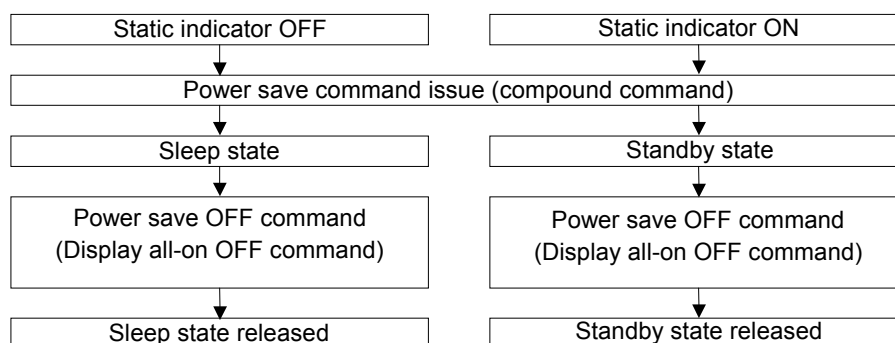 Static indicator OFF
Static indicator ON
Power save command issue (compound command)
Sleep state
Standby state
Power save OFF command
(Display all-on OFF command)
Power save OFF command
(Display all-on OFF command)
Sleep state released
Standby state released